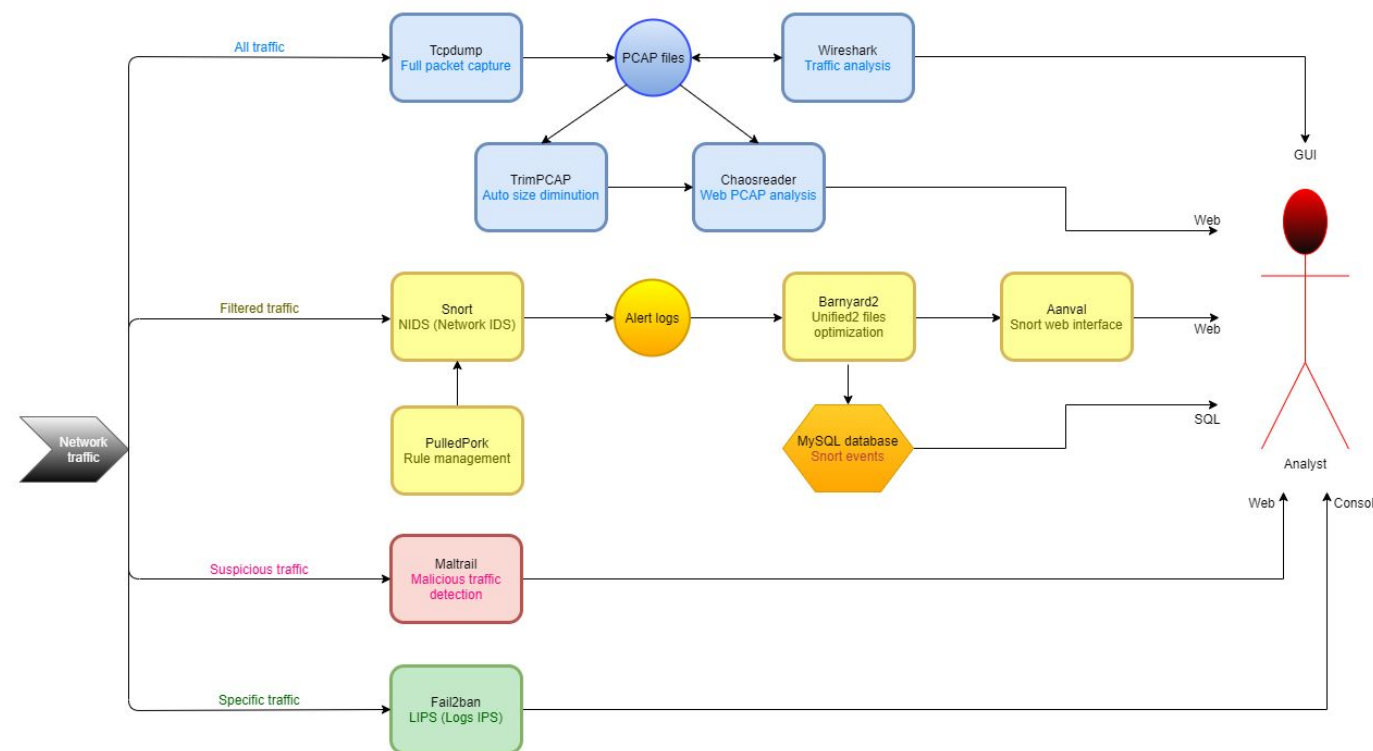 All traffic
Tcpdump
Full packet capture
PCAP files
Wireshark
Traffic analysis
GUI
TrimPCAP
Auto size diminution
Chaosreader
Web PCAP analysis
Web
Filtered traffic
Snort
NIDS (Network IDS)
Alert logs
Barnyard2
Unified2 files
optimization
Aanval
Snort web interface
Web
PulledPork
Rule management
MySQL database
Snort events
SQL
Network
traffic
Analyst
Web
Consol
Suspicious traffic
Maltrail
Malicious traffic
detection
Specific traffic
Fail2ban
LIPS (Logs IPS)